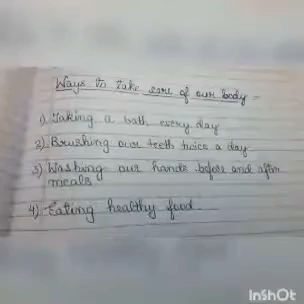 Ways to take care of our body -
1) Taking a bath every day
2) Brushing our teeth twice a day
3) Washing our hands before and after
meals
4) Eating healthy food
InShOt